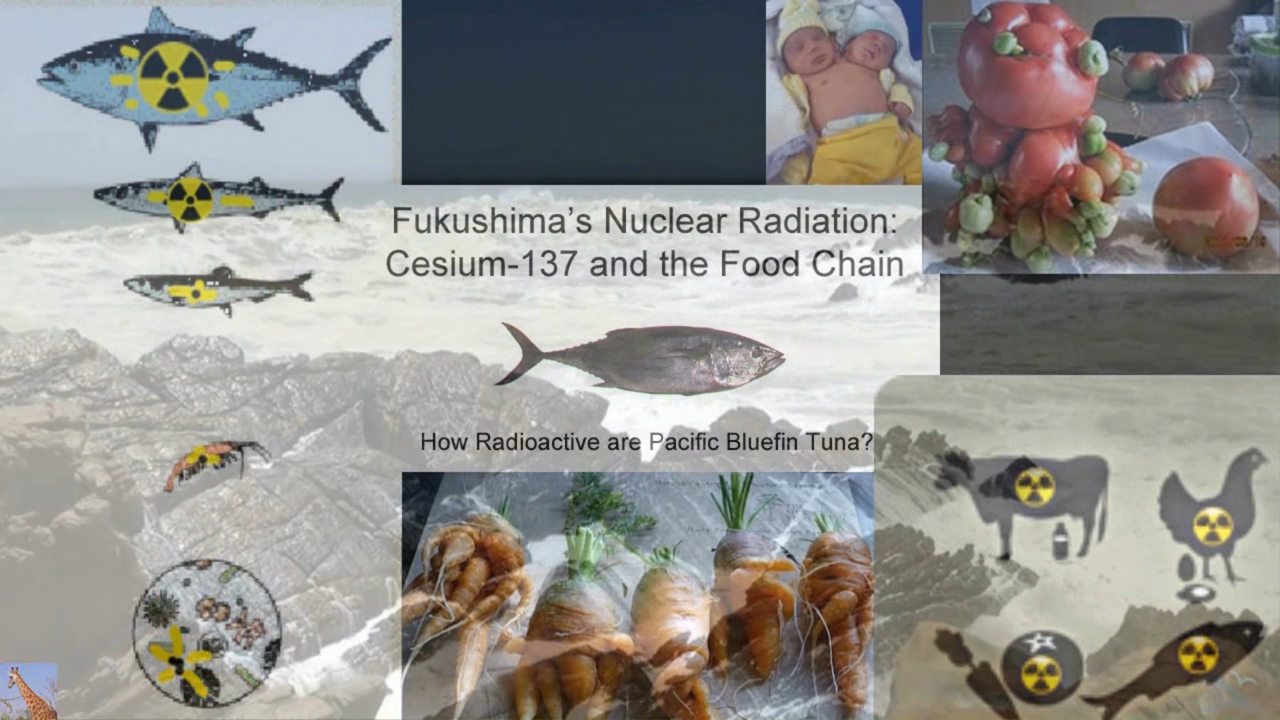 Fukushima’s Nuclear Radiation:
Cesium-137 and the Food Chain
How Radioactive are Pacific Bluefin Tuna?